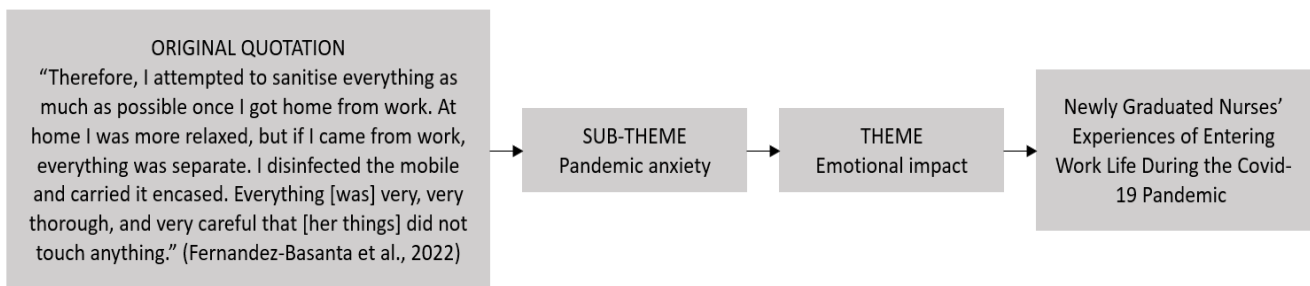 ORIGINAL QUOTATION
“Therefore, I attempted to sanitise everything as
much as possible once I got home from work. At
home I was more relaxed, but if I came from work,
everything was separate. I disinfected the mobile
and carried it encased. Everything [was] very, very
thorough, and very careful that [her things] did not
touch anything.” (Fernandez-Basanta et al., 2022)
SUB-THEME
Pandemic anxiety
THEME
Emotional impact
Newly Graduated Nurses’
Experiences of Entering
Work Life During the Covid-
19 Pandemic